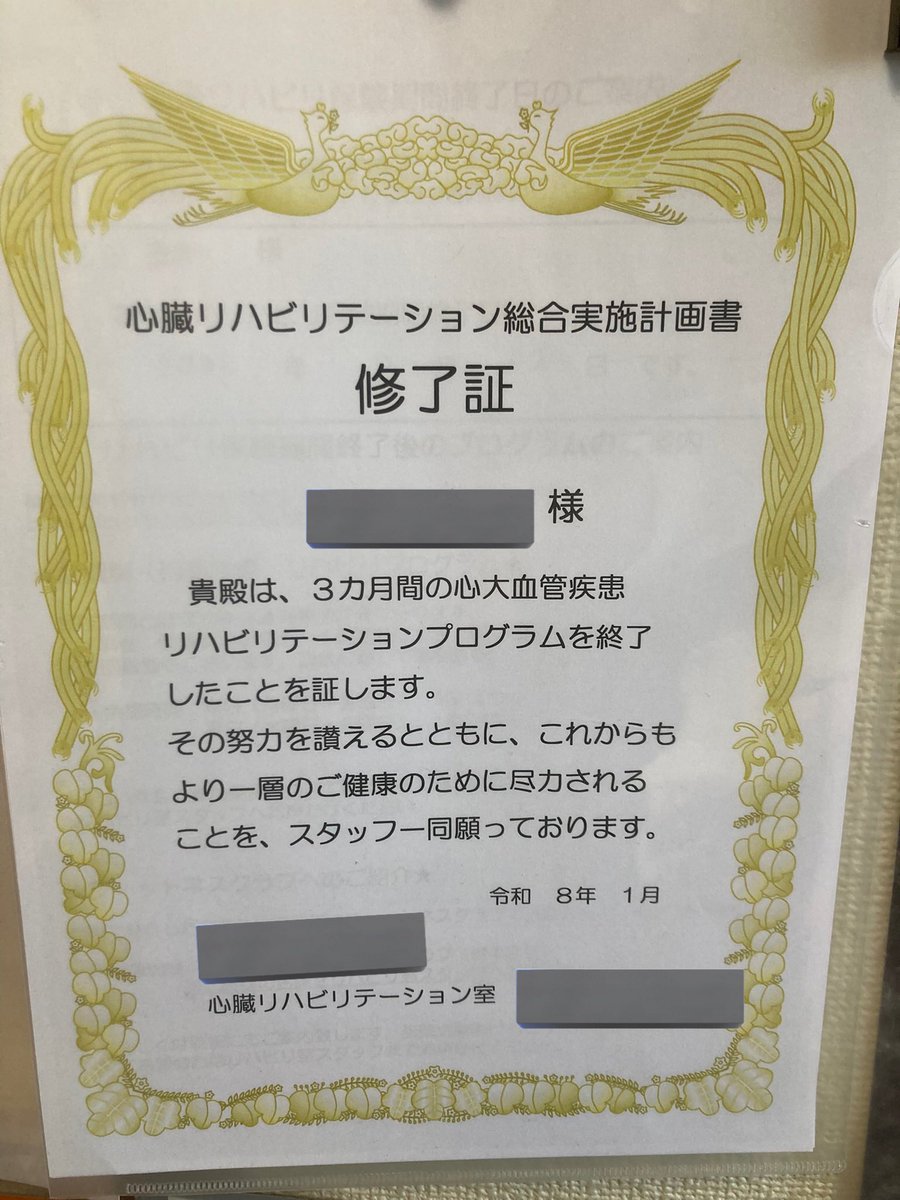 心臓リハビリテーション総合実施計画書
修了証
様
貴殿は、３カ月間の心大血管疾患
リハビリテーションプログラムを終了
したことを証します。
その努力を讃えるとともに、これからも
より一層のご健康のために尽力される
ことを、スタッフ一同願っております。
令和　８年　１月
心臓リハビリテーション室